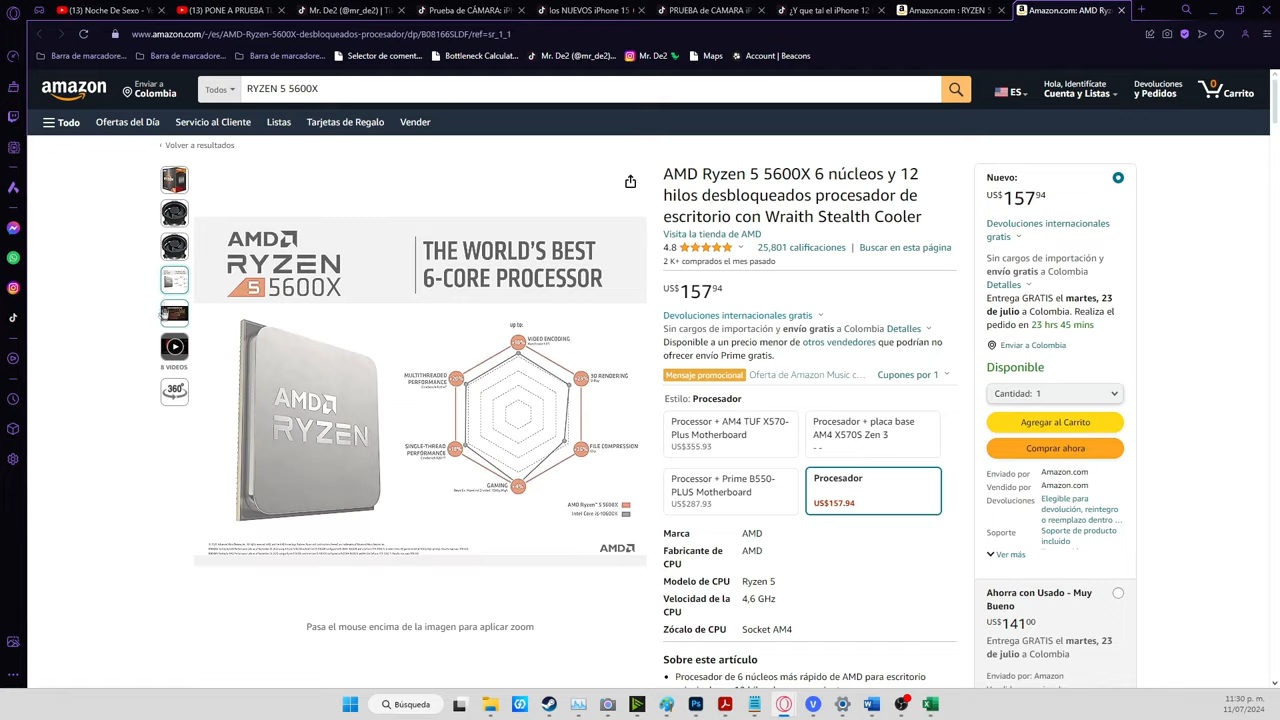 (13) Noche de Sexo - Yo
(13) PONE A PRUEBA T
Mr. De2 (@mr_de2) | Tik
Prueba de CÁMARA: iPh
los NUEVOS iPhone 15 (
PRUEBA DE CAMARA iP
¿Y qué tal el iPhone 12
Amazon.com : RYZEN 5
Amazon.com: AMD Ryz
www.amazon.com/-/es/AMD-Ryzen-5600X-desbloqueados-procesador/dp/B08166SLDF/ref=sr_1_1
Barra de marcadore...
Barra de marcadore...
Barra de marcadore...
Selector de coment...
Bottleneck Calculat...
Mr. De2 (@mr_de2)...
Mr. De2
Maps
Account | Beacons
amazon
Enviar a
Colombia
Todos
RYZEN 5 5600X
ES
Hola, Identifícate
Cuenta y Listas
Devoluciones
y Pedidos
0
Carrito
Todo
Ofertas del Día
Servicio al Cliente
Listas
Tarjetas de Regalo
Vender
‹ Volver a resultados
8 VIDEOS
360°
AMD
RYZEN
5 5600X
THE WORLD'S BEST
6-CORE PROCESSOR
AMD
RYZEN
up to
VIDEO ENCODING
3D RENDERING
FILE COMPRESSION
GAMING
SINGLE-THREAD
PERFORMANCE
MULTITHREADED
PERFORMANCE
AMD Ryzen™ 5 5600X
Intel Core i5-10600K
AMD
Pasa el mouse encima de la imagen para aplicar zoom
AMD Ryzen 5 5600X 6 núcleos y 12
hilos desbloqueados procesador de
escritorio con Wraith Stealth Cooler
Visita la tienda de AMD
4.8
25,801 calificaciones | Buscar en esta página
2 K+ comprados el mes pasado
US$15794
Devoluciones internacionales gratis
Sin cargos de importación y envío gratis a Colombia Detalles
Disponible a un precio menor de otros vendedores que podrían no
ofrecer envío Prime gratis.
Mensaje promocional Oferta de Amazon Music c... Cupones por 1
Estilo: Procesador
Processor + AM4 TUF X570-
Plus Motherboard
US$355.93
Procesador + placa base
AM4 X570S Zen 3
- -
Processor + Prime B550-
PLUS Motherboard
US$287.93
Procesador
US$157.94
Marca AMD
Fabricante de AMD
CPU
Modelo de CPU Ryzen 5
Velocidad de la 4,6 GHz
CPU
Zócalo de CPU Socket AM4
Sobre este artículo
• Procesador de 6 núcleos más rápido de AMD para escritorio
Nuevo:
US$15794
Devoluciones internacionales
gratis
Sin cargos de importación y
envío gratis a Colombia
Detalles
Entrega GRATIS el martes, 23
de julio a Colombia. Realiza el
pedido en 23 hrs 45 mins
Enviar a Colombia
Disponible
Cantidad: 1
Agregar al Carrito
Comprar ahora
Enviado por Amazon.com
Vendido por Amazon.com
Devoluciones Elegible para
devolución, reintegro
o reemplazo dentro ...
Soporte Soporte de producto
incluido
Ver más
Ahorra con Usado - Muy
Bueno
US$14100
Entrega GRATIS el martes, 23
de julio a Colombia
Enviado por: Amazon
Búsqueda
11:30 p. m.
11/07/2024